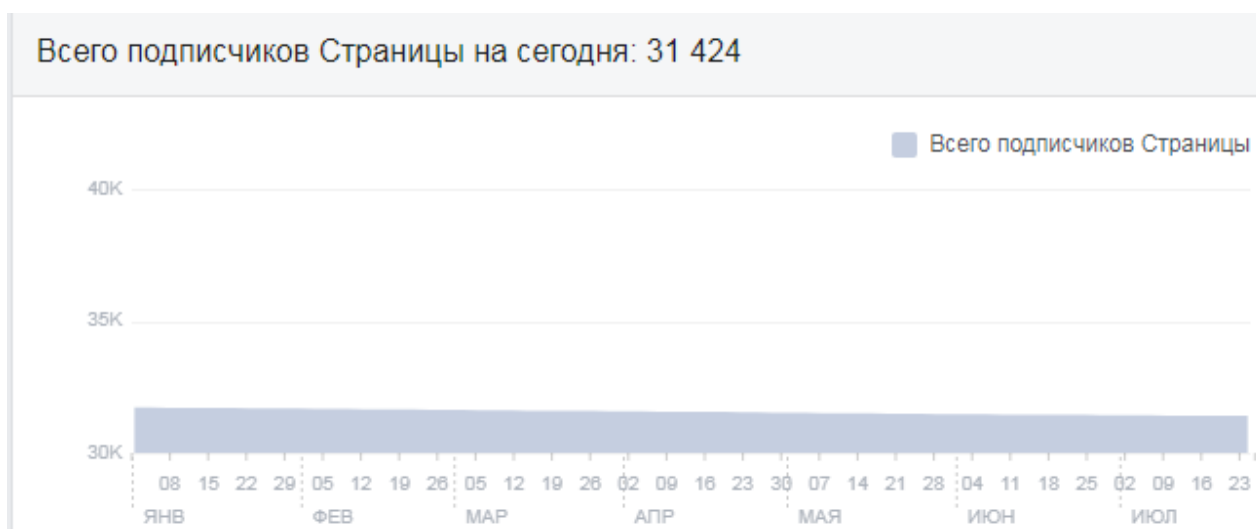 Всего подписчиков Страницы на сегодня: 31 424
Всего подписчиков Страницы
40K
35K
30K
08 15 22 29 05 12 19 26 05 12 19 26 02 09 16 23 30 07 14 21 28 04 11 18 25 02 09 16 23
ЯНВ ФЕВ МАР АПР МАЯ ИЮН ИЮЛ